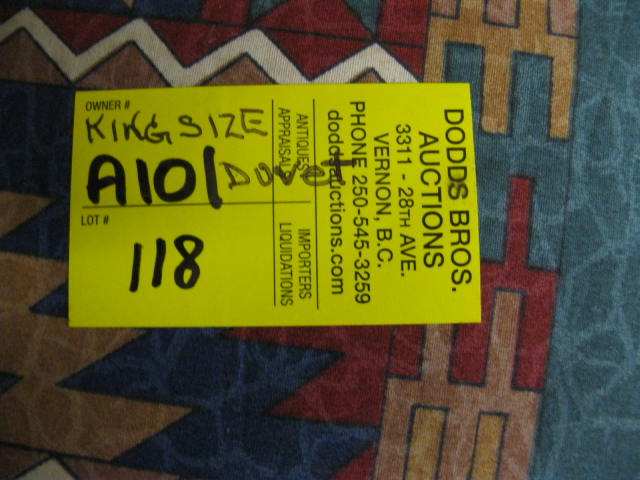 OWNER #
KING SIZE
A101 DUVET
LOT #
118
DODDS BROS.
AUCTIONS
3311 - 28TH AVE.
VERNON, B.C.
PHONE 250-545-3259
doddsauctions.com
ANTIQUES IMPORTERS
APPRAISALS LIQUIDATIONS